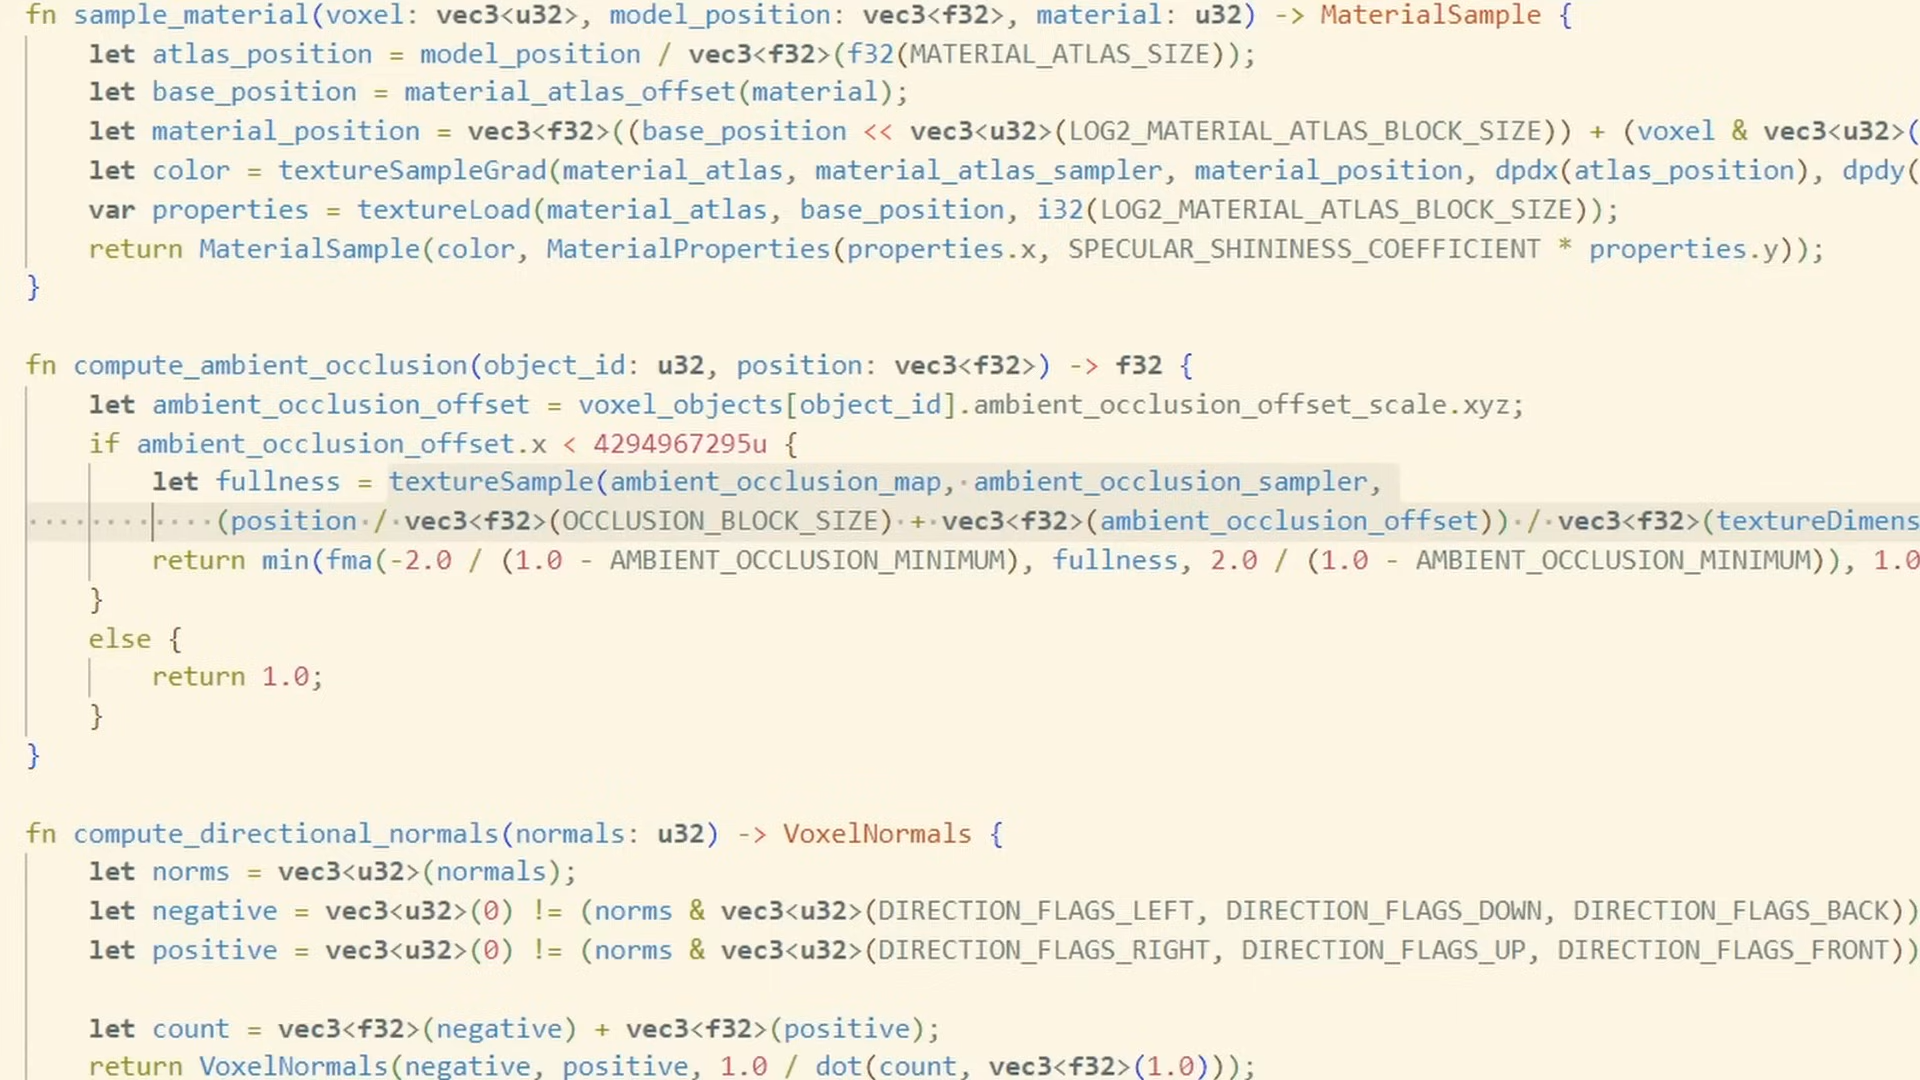 fn sample_material(voxel: vec3<u32>, model_position: vec3<f32>, material: u32) -> MaterialSample {
let atlas_position = model_position / vec3<f32>(f32(MATERIAL_ATLAS_SIZE));
let base_position = material_atlas_offset(material);
let material_position = vec3<f32>((base_position << vec3<u32>(LOG2_MATERIAL_ATLAS_BLOCK_SIZE)) + (voxel & vec3<u32>(
let color = textureSampleGrad(material_atlas, material_atlas_sampler, material_position, dpdx(atlas_position), dpdy(
var properties = textureLoad(material_atlas, base_position, i32(LOG2_MATERIAL_ATLAS_BLOCK_SIZE));
return MaterialSample(color, MaterialProperties(properties.x, SPECULAR_SHININESS_COEFFICIENT * properties.y));
}
fn compute_ambient_occlusion(object_id: u32, position: vec3<f32>) -> f32 {
let ambient_occlusion_offset = voxel_objects[object_id].ambient_occlusion_offset_scale.xyz;
if ambient_occlusion_offset.x < 4294967295u {
let fullness = textureSample(ambient_occlusion_map, ambient_occlusion_sampler,
(position / vec3<f32>(OCCLUSION_BLOCK_SIZE) + vec3<f32>(ambient_occlusion_offset)) / vec3<f32>(textureDimens
return min(fma(-2.0 / (1.0 - AMBIENT_OCCLUSION_MINIMUM), fullness, 2.0 / (1.0 - AMBIENT_OCCLUSION_MINIMUM)), 1.0
}
else {
return 1.0;
}
}
fn compute_directional_normals(normals: u32) -> VoxelNormals {
let norms = vec3<u32>(normals);
let negative = vec3<u32>(0) != (norms & vec3<u32>(DIRECTION_FLAGS_LEFT, DIRECTION_FLAGS_DOWN, DIRECTION_FLAGS_BACK))
let positive = vec3<u32>(0) != (norms & vec3<u32>(DIRECTION_FLAGS_RIGHT, DIRECTION_FLAGS_UP, DIRECTION_FLAGS_FRONT))
let count = vec3<f32>(negative) + vec3<f32>(positive);
return VoxelNormals(negative, positive, 1.0 / dot(count, vec3<f32>(1.0)));